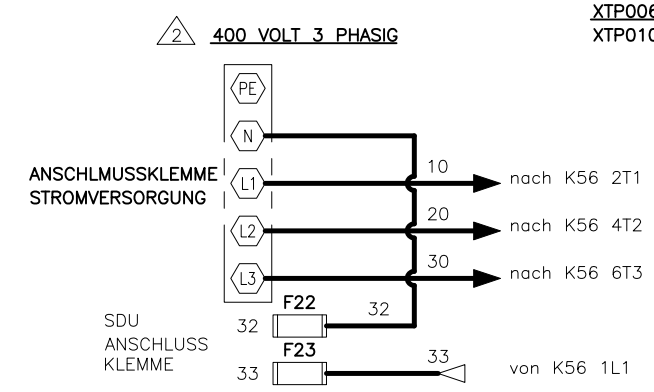 XTP006
2 400 VOLT 3 PHASIG
XTP010
PE
N
ANSCHLMUSSKLEMME
STROMVERSORGUNG
L1
10
nach K56 2T1
L2
20
nach K56 4T2
L3
30
nach K56 6T3
SDU
ANSCHLUSS
KLEMME
32
F22
32
33
F23
33
von K56 1L1